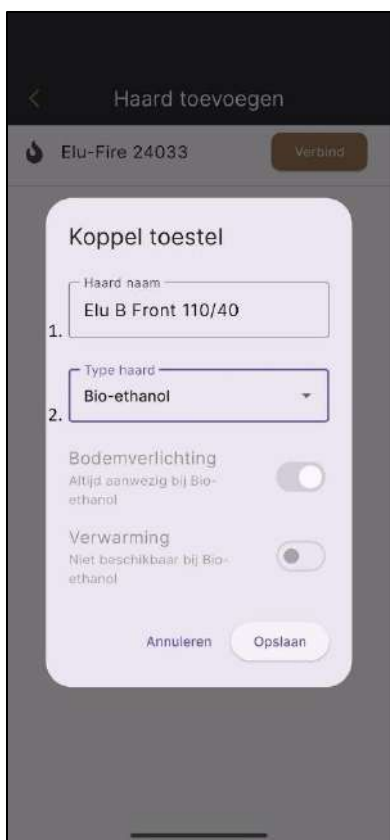 Haard toevoegen
Elu-Fire 24033
Verbind
Koppel toestel
Haard naam
Elu B Front 110/40
1.
Type haard
Bio-ethanol
2.
Bodemverlichting
Altijd aanwezig bij Bio-
ethanol
Verwarming
Niet beschikbaar bij Bio-
ethanol
Annuleren
Opslaan